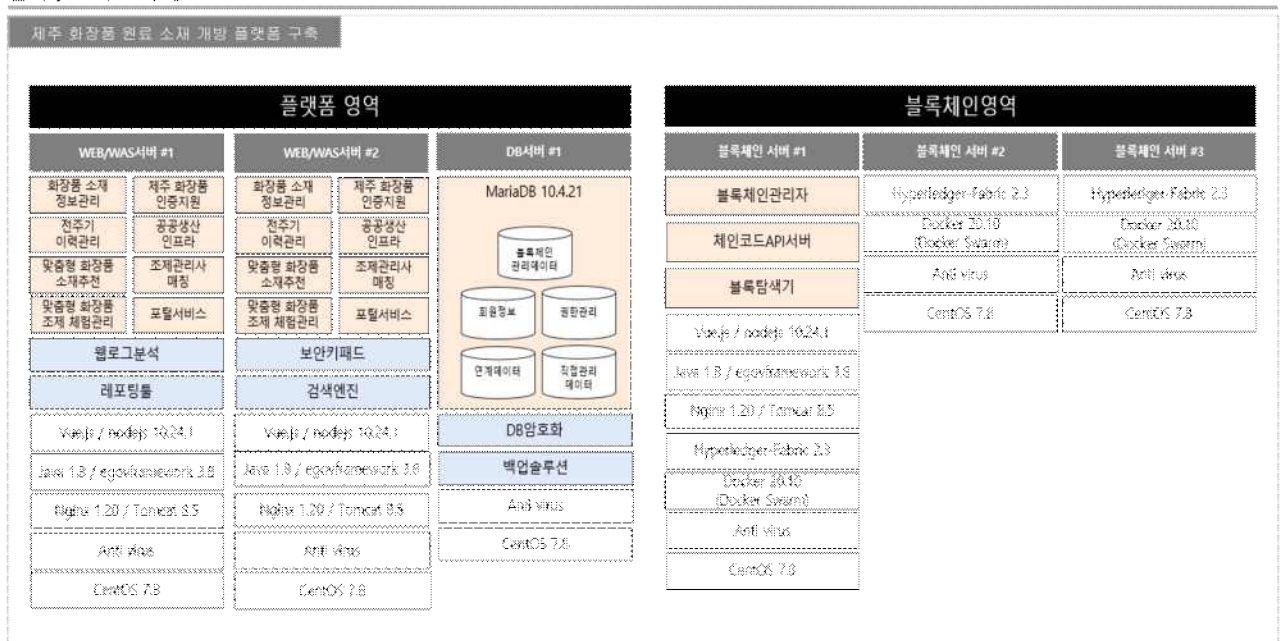 제주 화장품 원료 소재 개방 플랫폼 구축
플랫폼 영역
WEB/WAS서버 #1
화장품 소재
정보관리
제주 화장품
인증지원
전주기
이력관리
공공생산
인프라
맞춤형 화장품
소재추천
조제관리사
매칭
맞춤형 화장품
조제 체험관리
포털서비스
웹로그분석
레포팅툴
Vue.js / nodejs 10.24.1
Java 1.8 / egovframework 3.8
Nginx 1.20 / Tomcat 8.5
Anti virus
CentOS 7.8
WEB/WAS서버 #2
화장품 소재
정보관리
제주 화장품
인증지원
전주기
이력관리
공공생산
인프라
맞춤형 화장품
소재추천
조제관리사
매칭
맞춤형 화장품
조제 체험관리
포털서비스
보안키패드
검색엔진
Vue.js / nodejs 10.24.1
Java 1.8 / egovframework 3.8
Nginx 1.20 / Tomcat 8.5
Anti virus
CentOS 7.8
DB서버 #1
MariaDB 10.4.21
블록체인
관리데이터
회원정보
권한관리
연계데이터
직접관리
데이터
DB암호화
백업솔루션
Anti virus
CentOS 7.8
블록체인영역
블록체인 서버 #1
블록체인관리자
체인코드API서버
블록탐색기
Vue.js / nodejs 10.24.1
Java 1.8 / egovframework 3.8
Nginx 1.20 / Tomcat 8.5
Hyperledger-Fabric 2.3
Docker 20.10
(Docker Swarm)
Anti virus
CentOS 7.8
블록체인 서버 #2
Hyperledger-Fabric 2.3
Docker 20.10
(Docker Swarm)
Anti virus
CentOS 7.8
블록체인 서버 #3
Hyperledger-Fabric 2.3
Docker 20.10
(Docker Swarm)
Anti virus
CentOS 7.8